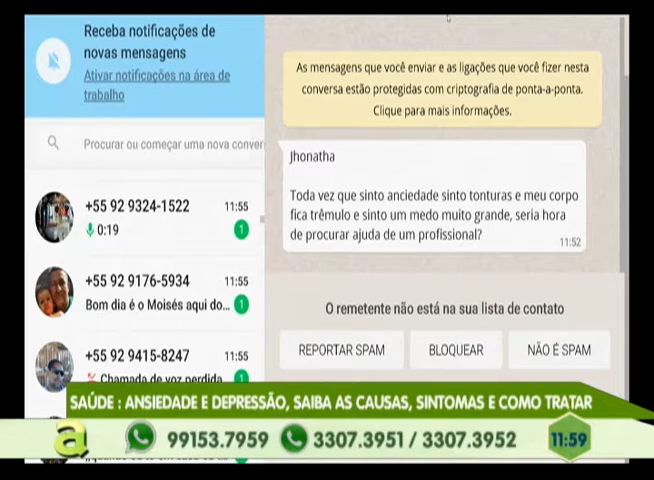 Receba notificações de
novas mensagens
Ativar notificações na área de
trabalho
Procurar ou começar uma nova conver
+55 92 9324-1522 11:55
0:19 1
+55 92 9176-5934 11:55
Bom dia é o Moisés aqui do... 1
+55 92 9415-8247 11:55
Chamada de voz perdida 1
As mensagens que você enviar e as ligações que você fizer nesta
conversa estão protegidas com criptografia de ponta-a-ponta.
Clique para mais informações.
Jhonatha
Toda vez que sinto anciedade sinto tonturas e meu corpo
fica trêmulo e sinto um medo muito grande, seria hora
de procurar ajuda de um profissional?
11:52
O remetente não está na sua lista de contato
REPORTAR SPAM BLOQUEAR NÃO É SPAM
SAÚDE : ANSIEDADE E DEPRESSÃO, SAIBA AS CAUSAS, SINTOMAS E COMO TRATAR
a 99153.7959 3307.3951 / 3307.3952 11:59